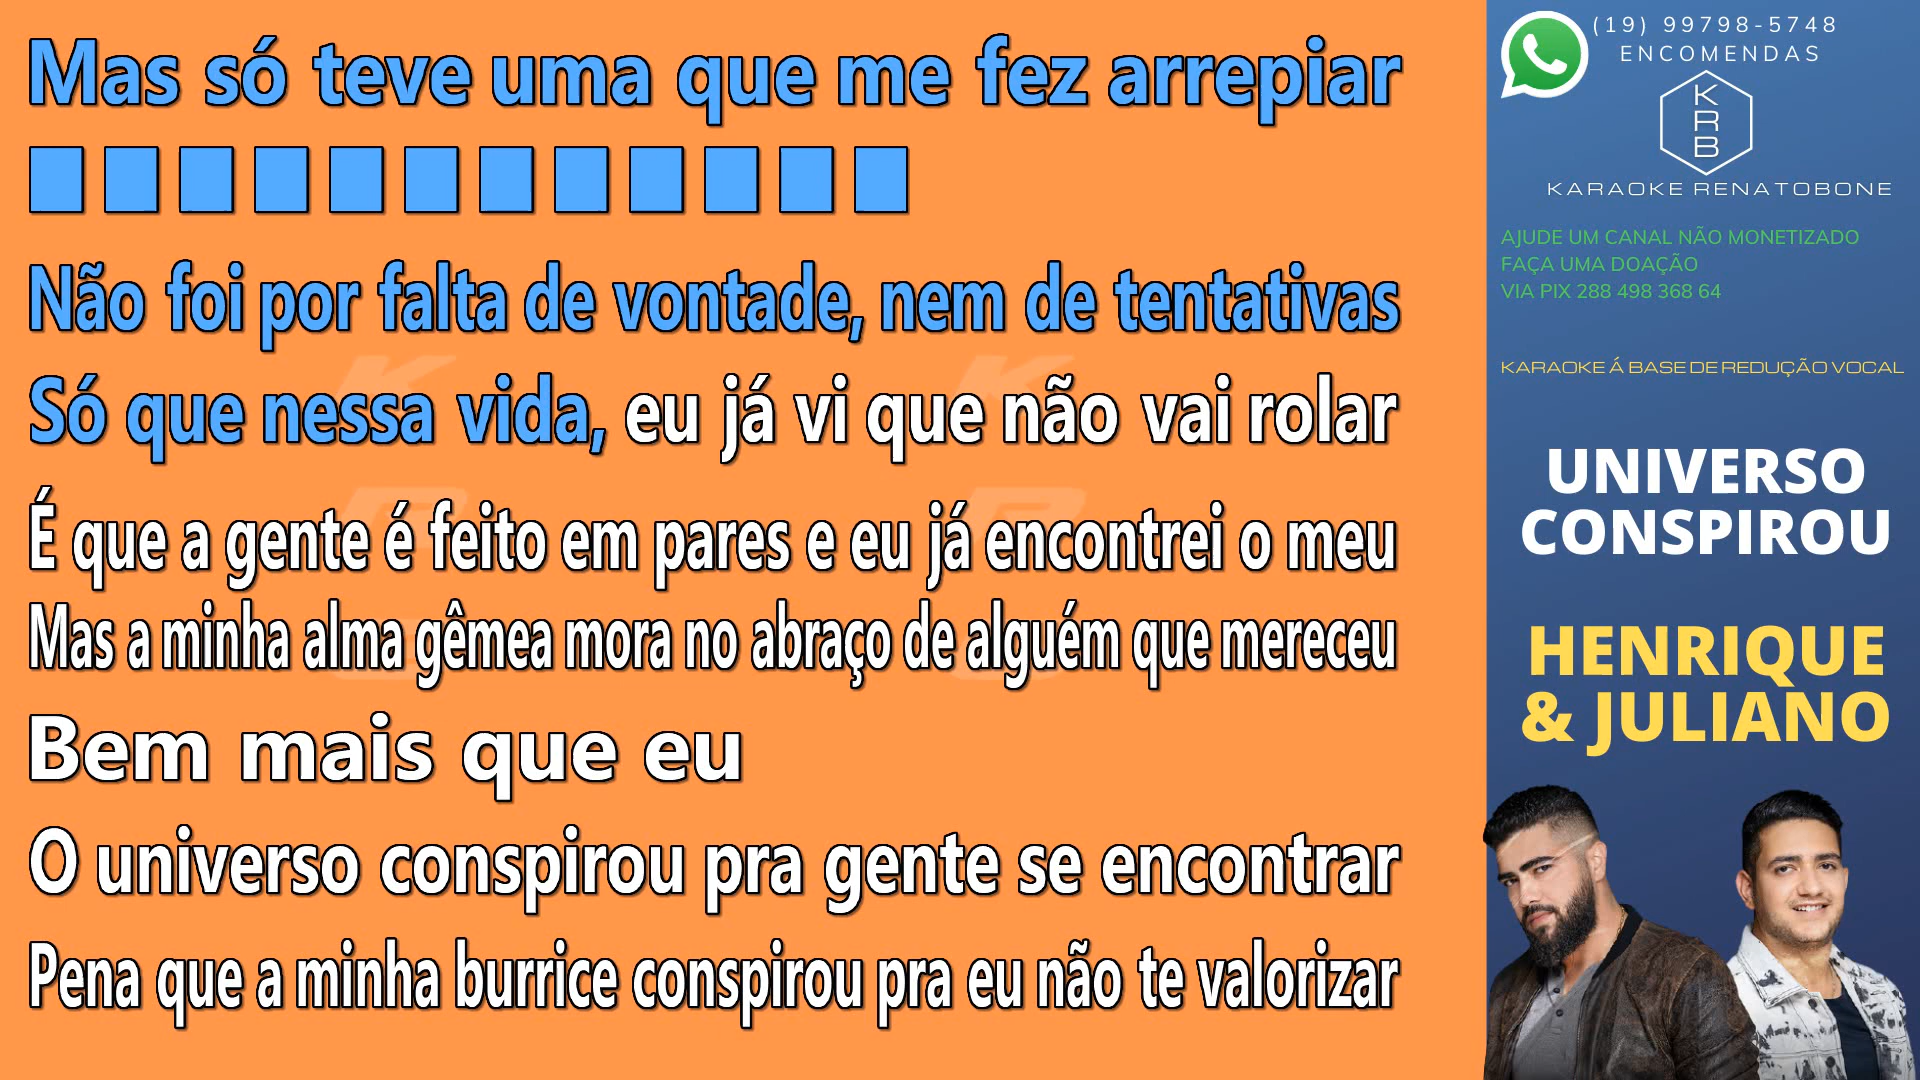 Mas só teve uma que me fez arrepiar
Não foi por falta de vontade, nem de tentativas
Só que nessa vida, eu já vi que não vai rolar
É que a gente é feito em pares e eu já encontrei o meu
Mas a minha alma gêmea mora no abraço de alguém que mereceu
Bem mais que eu
O universo conspirou pra gente se encontrar
Pena que a minha burrice conspirou pra eu não te valorizar
(19) 99798-5748
ENCOMENDAS
K
R
B
KARAOKE RENATOBONE
AJUDE UM CANAL NÃO MONETIZADO
FAÇA UMA DOAÇÃO
VIA PIX 288 498 368 64
KARAOKE Á BASE DE REDUÇÃO VOCAL
UNIVERSO
CONSPIROU
HENRIQUE
& JULIANO